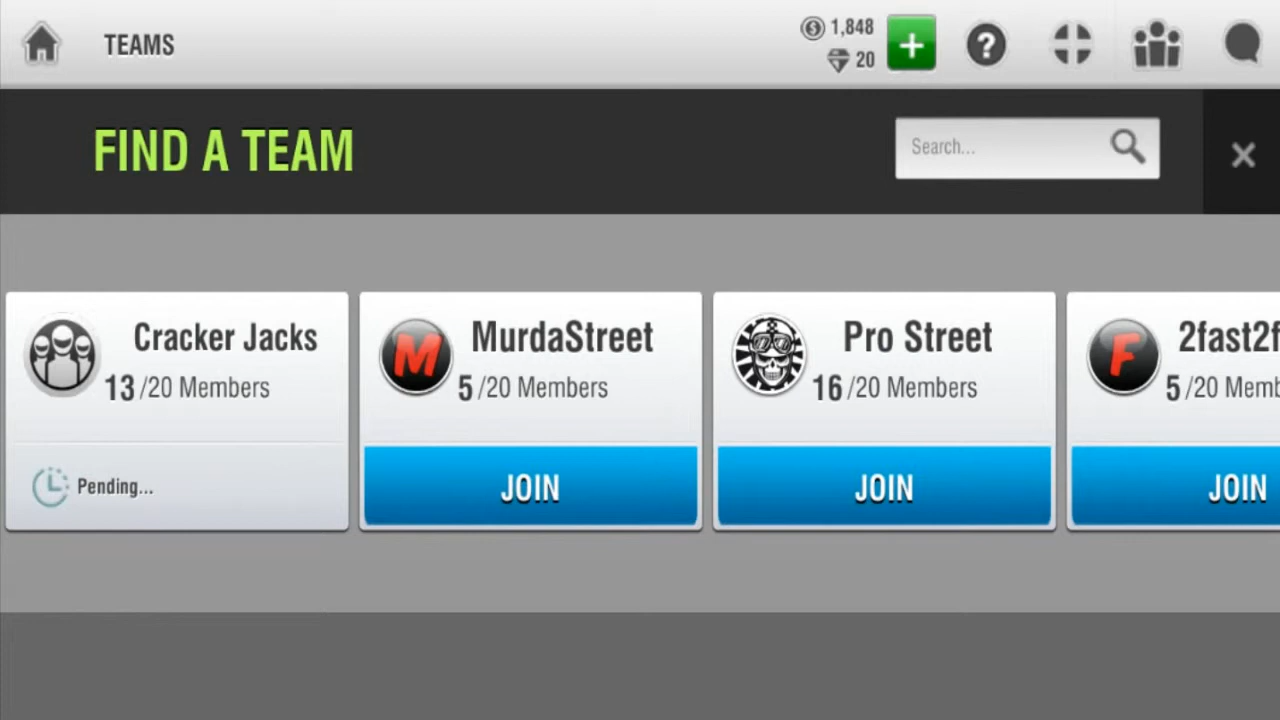 TEAMS
1,848
20
FIND A TEAM
Search...
Cracker Jacks
13/20 Members
Pending...
M
MurdaStreet
5/20 Members
JOIN
Pro Street
16/20 Members
JOIN
F
2fast2f
5/20 Memb
JOIN